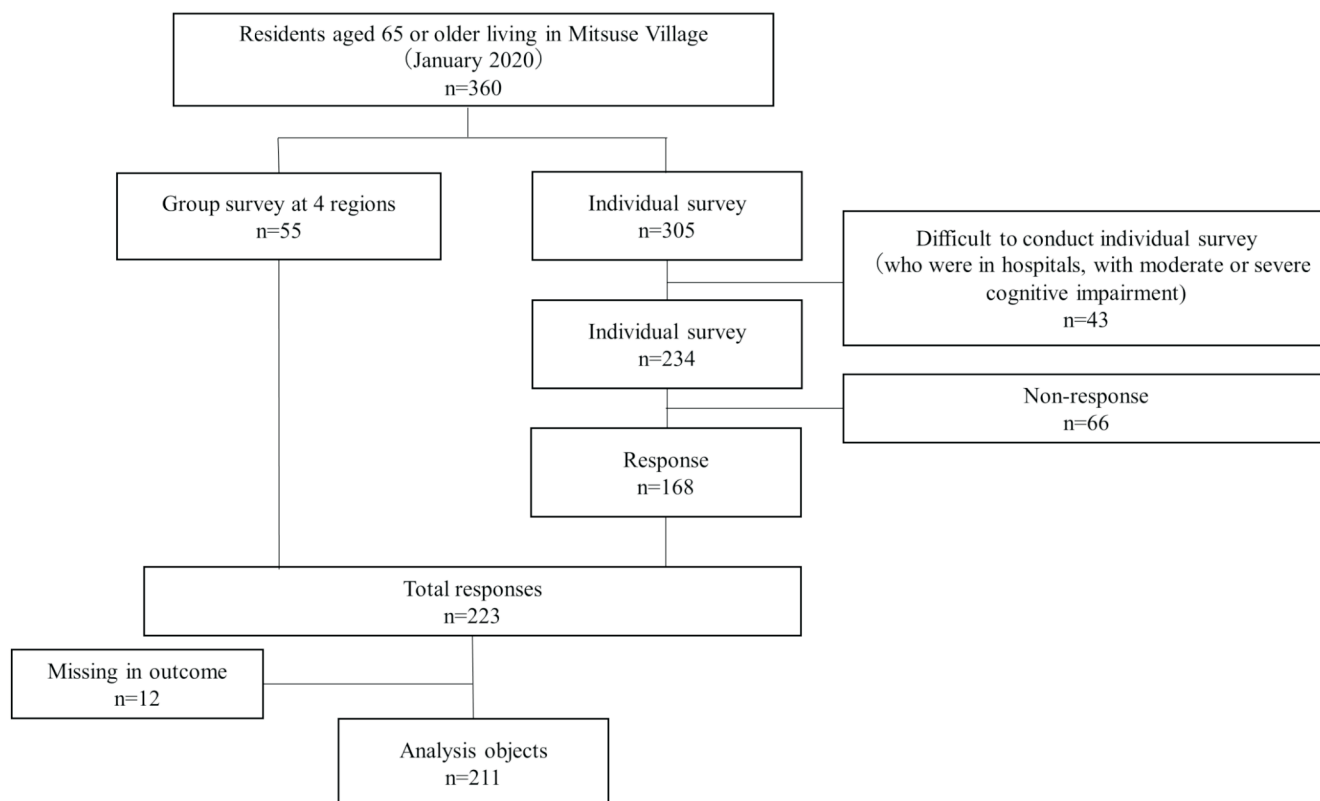 Residents aged 65 or older living in Mitsuse Village
（January 2020）
n=360
Group survey at 4 regions
n=55
Individual survey
n=305
Difficult to conduct individual survey
（who were in hospitals, with moderate or severe
cognitive impairment)
n=43
Individual survey
n=234
Non-response
n=66
Response
n=168
Total responses
n=223
Missing in outcome
n=12
Analysis objects
n=211